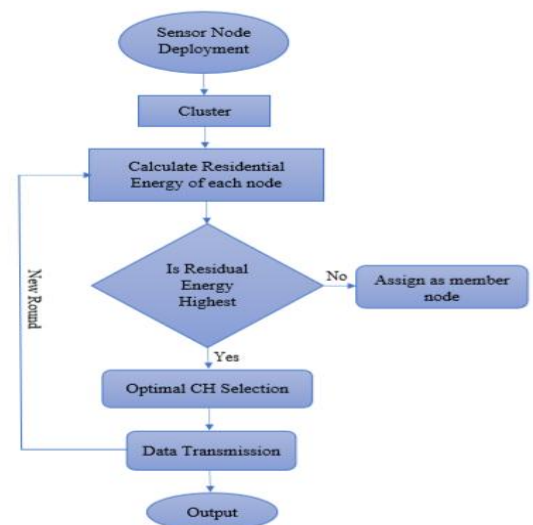 Sensor Node
Deployment
Cluster
Calculate Residential
Energy of each node
Is Residual
Energy
Highest
No
Assign as member
node
New Round
Yes
Optimal CH Selection
Data Transmission
Output